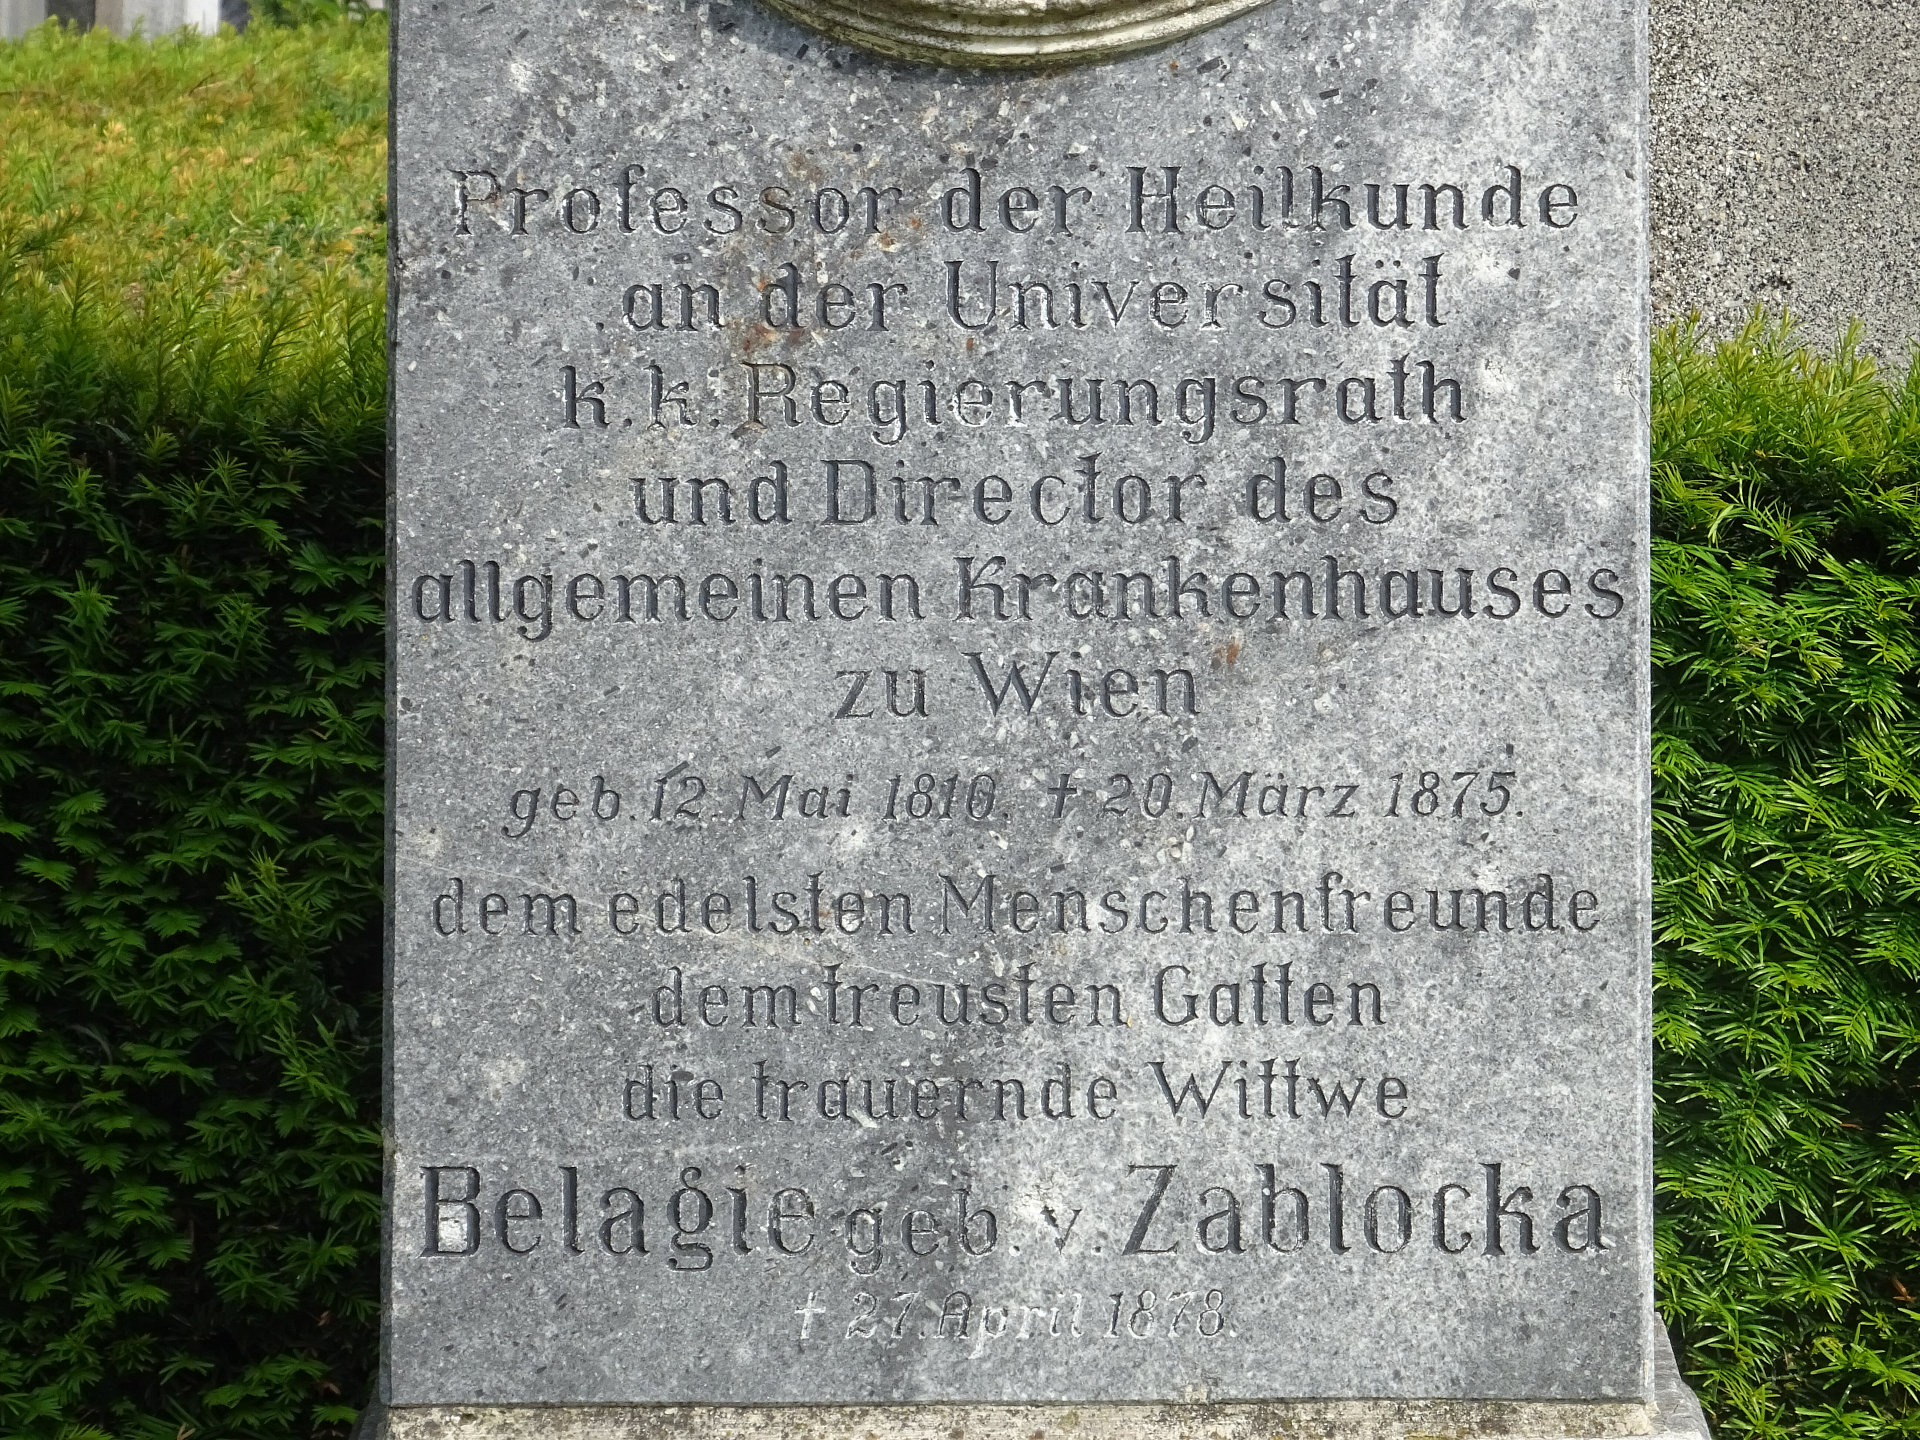 Professor der Heilkunde
an der Universität
k. k. Regierungsrath
und Director des
allgemeinen Krankenhauses
zu Wien
geb. 12. Mai 1810. † 20. März 1875.
dem edelsten Menschenfreunde
dem treusten Gatten
die trauernde Wittwe
Belagie geb. v. Zablocka
† 27. April 1878.